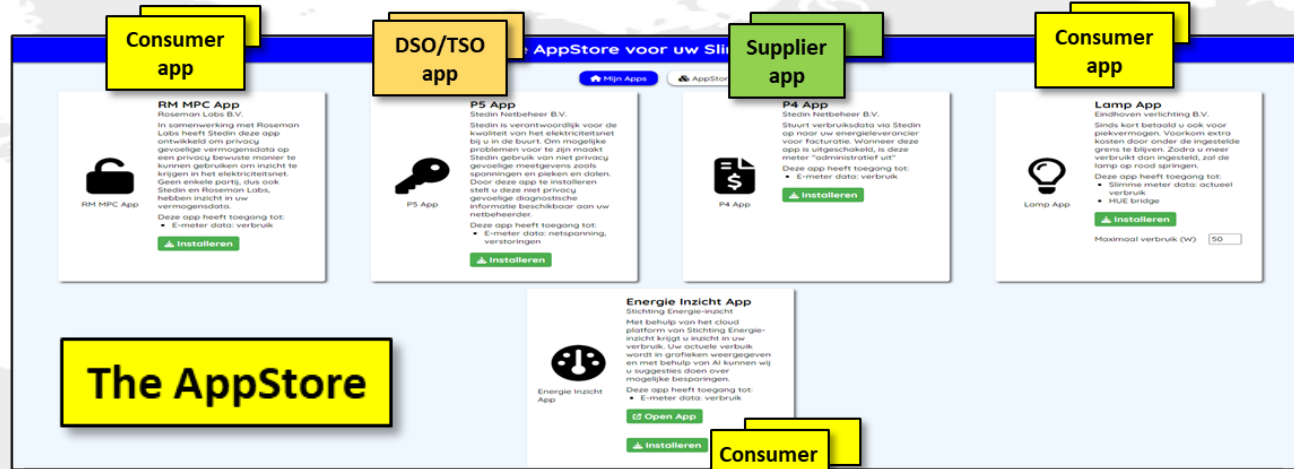 Consumer
app
DSO/TSO
app
AppStore voor uw Sli
Supplier
app
Consumer
app
Mijn Apps
AppStor
RM MPC App
Roseman Labs B.V.
In samenwerking met Roseman
Labs heeft Stedin deze app
ontwikkeld om privacy
gevoelige vermogensdata op
een privacy bewuste manier te
kunnen gebruiken om inzicht te
krijgen in het elektriciteitsnet.
Geen enkele partij, dus ook
Stedin en Roseman Labs,
hebben inzicht in uw
vermogensdata.
Deze app heeft toegang tot:
• E-meter data: verbruik
Installeren
RM MPC App
P5 App
Stedin Netbeheer B.V.
Stedin is verantwoordelijk voor de
kwaliteit van het elektriciteitsnet
bij u in de buurt. Om mogelijke
problemen voor te zijn maakt
Stedin gebruik van niet privacy
gevoelige meetgevens zoals
spanningen en pieken en dalen.
Door deze app te installeren
stelt u deze niet privacy
gevoelige diagnostische
informatie beschikbaar aan uw
netbeheerder.
Deze app heeft toegang tot:
• E-meter data: netspanning,
verstoringen
Installeren
P5 App
P4 App
Stedin Netbeheer B.V.
Stuurt verbruiksdata via Stedin
op naar uw energieleverancier
voor facturatie. Wanneer deze
app is uitgeschakeld, is deze
meter "administratief uit"
Deze app heeft toegang tot:
• E-meter data: verbruik
Installeren
P4 App
Lamp App
Eindhoven verlichting B.V.
Sinds kort betaald u ook voor
piekvermogen. Voorkom extra
kosten door onder de ingestelde
grens te blijven. Zodra u meer
verbruikt dan ingesteld, zal de
lamp op rood springen.
Deze app heeft toegang tot:
• Slimme meter data: actueel
verbruik
• HUE bridge
Installeren
Maximaal verbruik (W) 50
Lamp App
The AppStore
Energie Inzicht App
Stichting Energie-inzicht
Met behulp van het cloud
platform van Stichting Energie-
inzicht krijgt u inzicht in uw
verbruik. Uw actuele verbuik
wordt in grafieken weergegeven
en met behulp van AI kunnen wij
u suggesties doen over
mogelijke besparingen.
Deze app heeft toegang tot:
• E-meter data: verbruik
Open App
Installeren
Energie Inzicht
App
Consumer